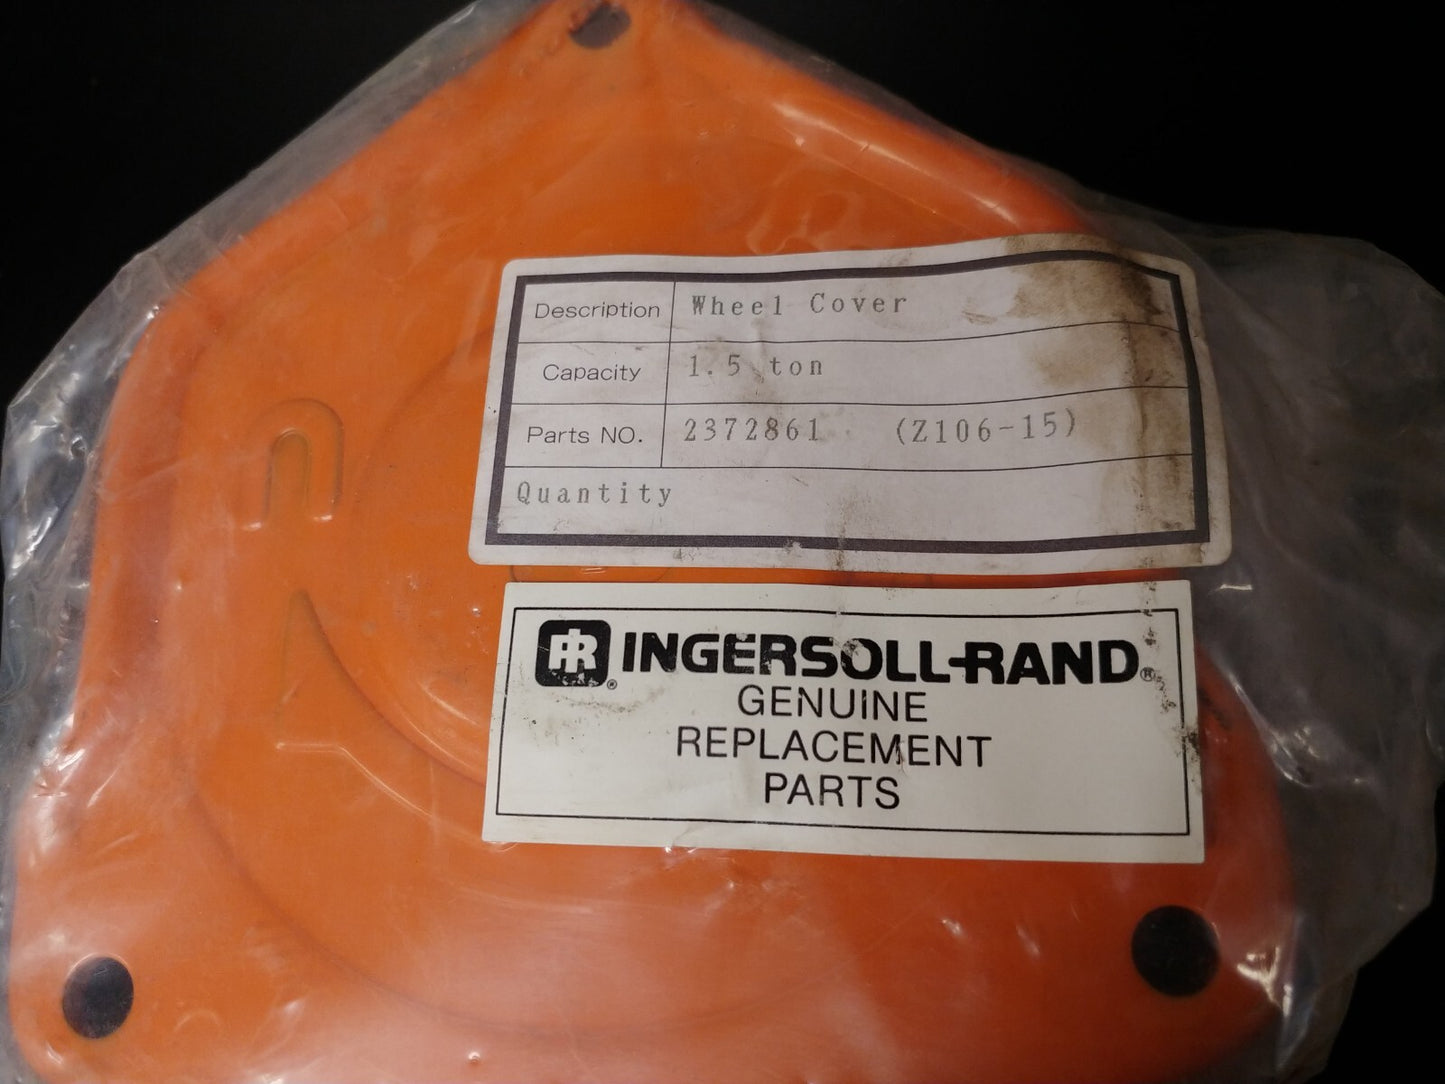 Description Wheel Cover
Capacity 1.5 ton
Parts NO. 2372861 (Z106-15)
Quantity
IR® INGERSOLL-RAND®
GENUINE
REPLACEMENT
PARTS